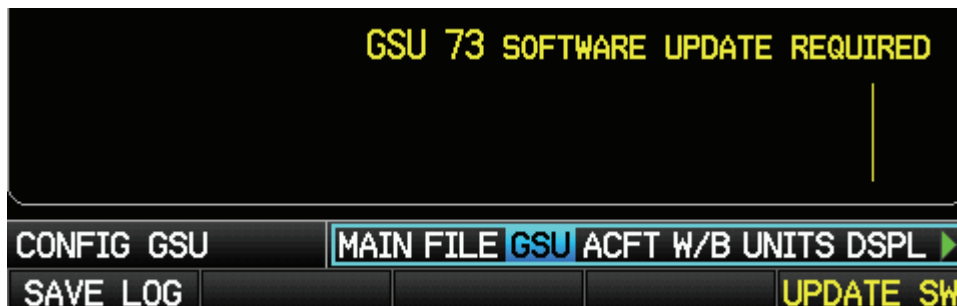 GSU 73 SOFTWARE UPDATE REQUIRED
CONFIG GSU MAIN FILE GSU ACFT W/B UNITS DSPL
SAVE LOG UPDATE SW